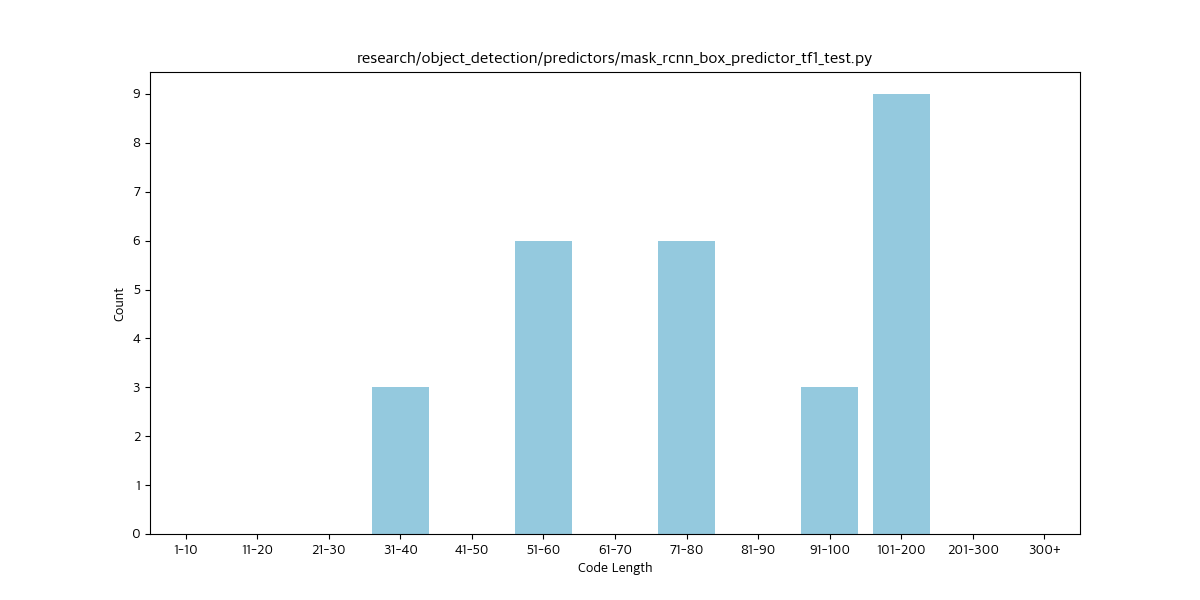 research/object_detection/predictors/mask_rcnn_box_predictor_tf1_test.py
9
8
7
6
5
4
3
2
1
0
Count
1-10 11-20 21-30 31-40 41-50 51-60 61-70 71-80 81-90 91-100 101-200 201-300 300+
Code Length